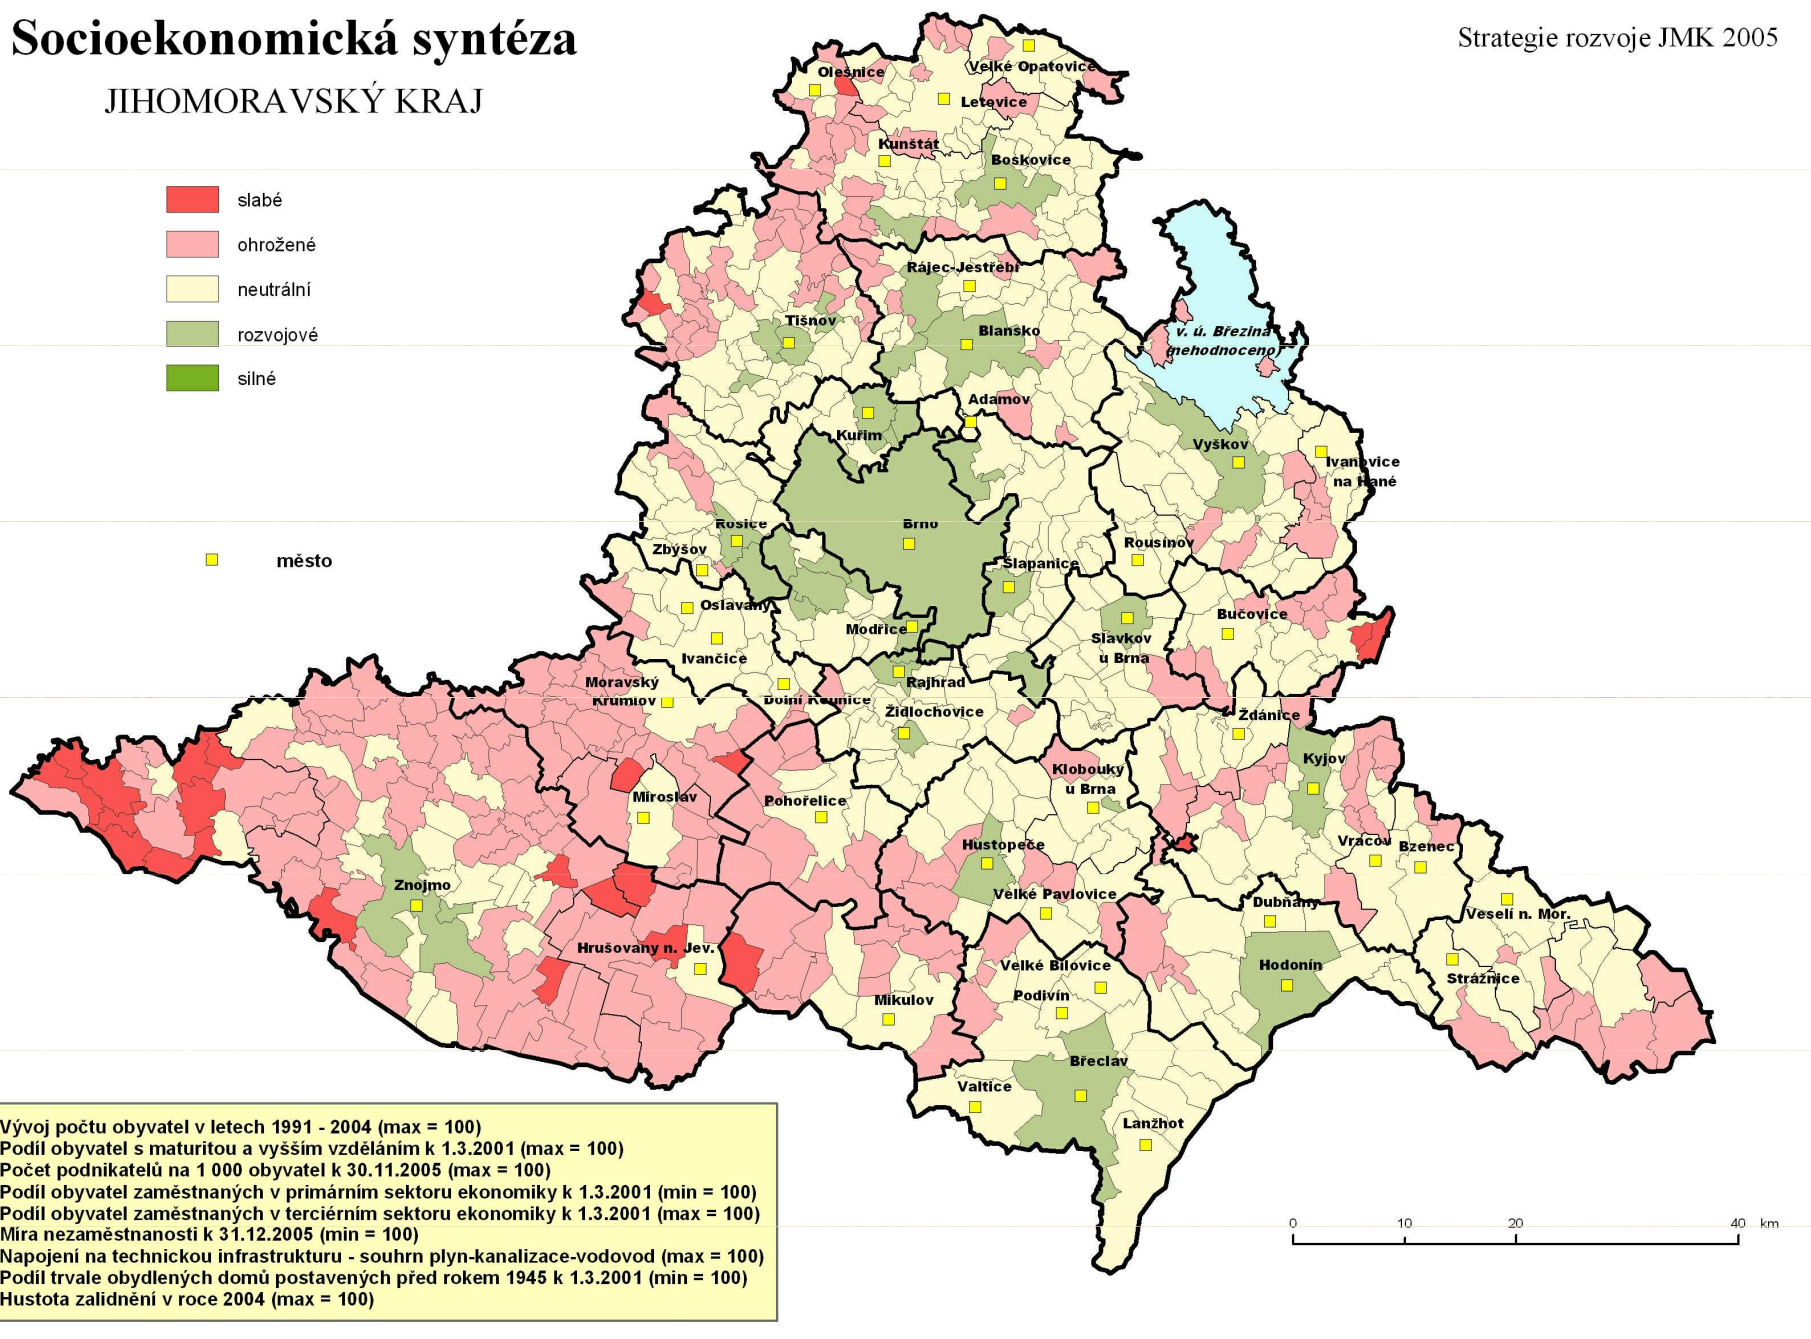 Socioekonomická syntéza
JIHOMORAVSKÝ KRAJ
Strategie rozvoje JMK 2005
slabé
ohrožené
neutrální
rozvojové
silné
město
Olešnice
Velké Opatovice
Letovice
Kunštát
Boskovice
Rájec-Jestřebí
Tišnov
Blansko
v. ú. Březina
(nehodnoceno)
Adamov
Kuřim
Vyškov
Ivanovice
na Hané
Rosice
Brno
Zbýšov
Rousínov
Šlapanice
Oslavany
Bučovice
Modřice
Slavkov
u Brna
Ivančice
Moravský
Krumlov
Rajhrad
Dolní Kounice
Židlochovice
Ždánice
Kyjov
Klobouky
u Brna
Miroslav
Pohořelice
Hustopeče
Vracov
Bzenec
Znojmo
Velké Pavlovice
Dubňany
Veselí n. Mor.
Hrušovany n. Jev.
Velké Bílovice
Hodonín
Strážnice
Mikulov
Podivín
Břeclav
Valtice
Lanžhot
Vývoj počtu obyvatel v letech 1991 - 2004 (max = 100)
Podíl obyvatel s maturitou a vyšším vzděláním k 1.3.2001 (max = 100)
Počet podnikatelů na 1 000 obyvatel k 30.11.2005 (max = 100)
Podíl obyvatel zaměstnaných v primárním sektoru ekonomiky k 1.3.2001 (min = 100)
Podíl obyvatel zaměstnaných v terciérním sektoru ekonomiky k 1.3.2001 (max = 100)
Míra nezaměstnanosti k 31.12.2005 (min = 100)
Napojení na technickou infrastrukturu - souhrn plyn-kanalizace-vodovod (max = 100)
Podíl trvale obydlených domů postavených před rokem 1945 k 1.3.2001 (min = 100)
Hustota zalidnění v roce 2004 (max = 100)
0 10 20 40 km